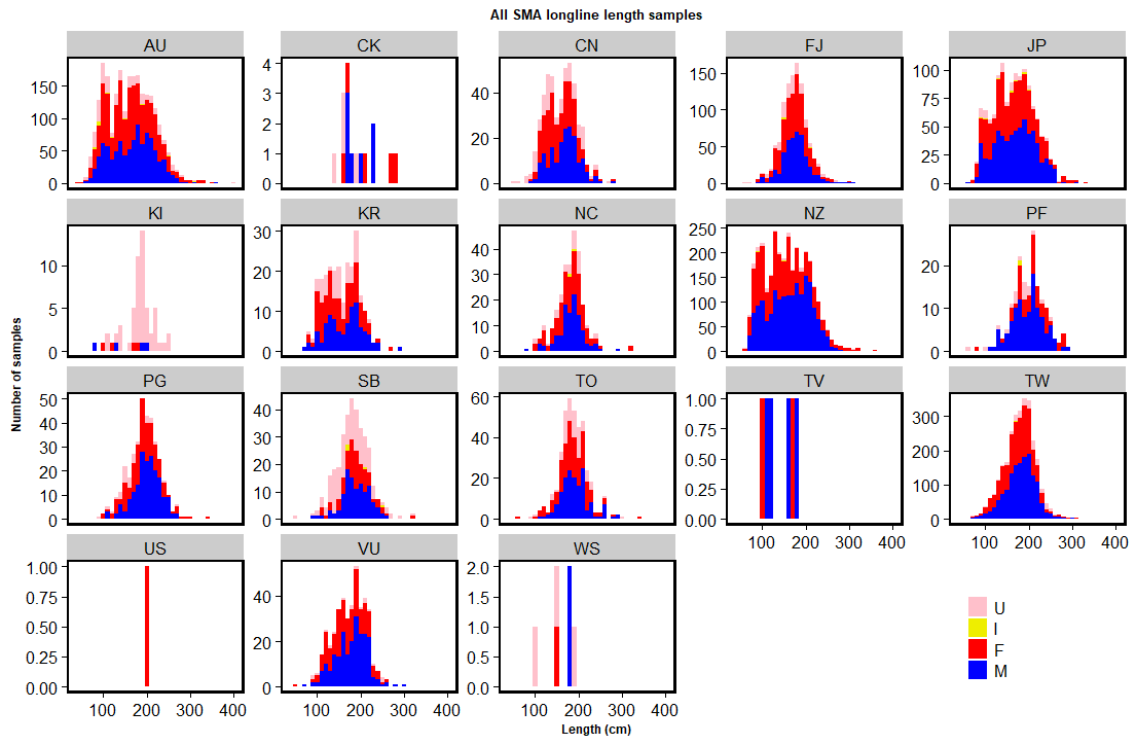 All SMA longline length samples
AU CK CN FJ JP
150 100 50 0
4 3 2 1 0
40 20 0
150 100 50 0
100 75 50 25 0
KI KR NC NZ PF
10 5 0
30 20 10 0
40 30 20 10 0
250 200 150 100 50 0
20 10 0
PG SB TO TV TW
50 40 30 20 10 0
40 30 20 10 0
60 40 20 0
1.00 0.75 0.50 0.25 0.00
300 200 100 0
100 200 300 400
100 200 300 400
US VU WS
1.00 0.75 0.50 0.25 0.00
40 20 0
2.0 1.5 1.0 0.5 0.0
100 200 300 400
100 200 300 400
100 200 300 400
Number of samples
Length (cm)
U
I
F
M